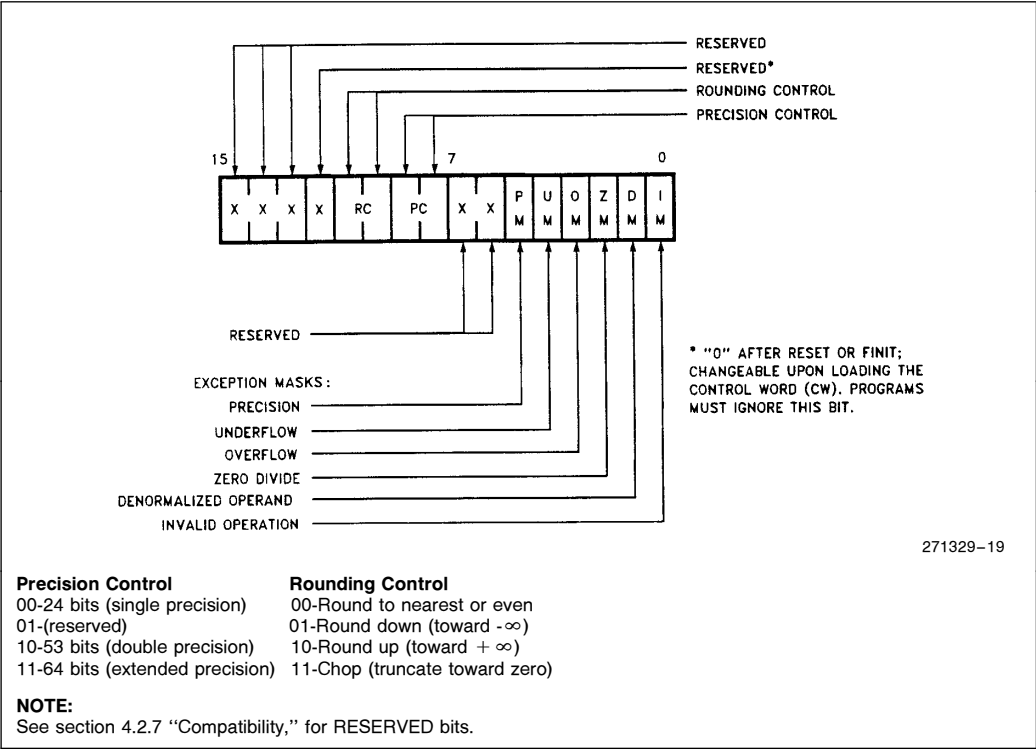 RESERVED
RESERVED*
ROUNDING CONTROL
PRECISION CONTROL
15 7 0
X X X X RC PC X X P M U M O M Z M D M I M
RESERVED
EXCEPTION MASKS:
PRECISION
UNDERFLOW
OVERFLOW
ZERO DIVIDE
DENORMALIZED OPERAND
INVALID OPERATION
* "0" AFTER RESET OR FINIT;
CHANGEABLE UPON LOADING THE
CONTROL WORD (CW). PROGRAMS
MUST IGNORE THIS BIT.
271329–19
Precision Control
00-24 bits (single precision)
01-(reserved)
10-53 bits (double precision)
11-64 bits (extended precision)
Rounding Control
00-Round to nearest or even
01-Round down (toward -∞)
10-Round up (toward + ∞)
11-Chop (truncate toward zero)
NOTE:
See section 4.2.7 ‘‘Compatibility,’’ for RESERVED bits.